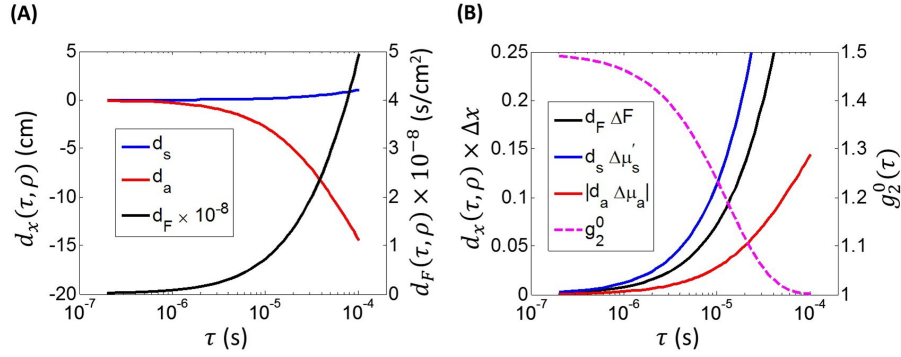 (A)
5
0
-5
-10
-15
-20
d_x(τ,ρ) (cm)
d_s
d_a
d_F × 10^-8
5
4
3
2
1
0
d_F(τ,ρ) × 10^-8 (s/cm²)
10^-7 10^-6 10^-5 10^-4
τ (s)
(B)
0.25
0.2
0.15
0.1
0.05
0
d_x(τ,ρ) × Δx
d_F ΔF
d_s Δμ_s'
|d_a Δμ_a|
g_2^0
1.5
1.4
1.3
1.2
1.1
1
g_2^0(τ)
10^-7 10^-6 10^-5 10^-4
τ (s)